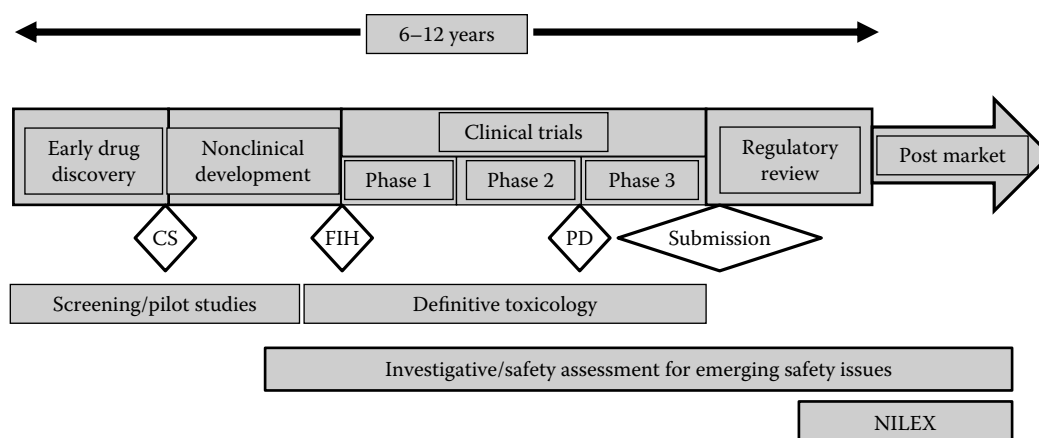 6–12 years
Early drug
discovery
Nonclinical
development
Clinical trials
Phase 1
Phase 2
Phase 3
Regulatory
review
Post market
CS
FIH
PD
Submission
Screening/pilot studies
Definitive toxicology
Investigative/safety assessment for emerging safety issues
NILEX